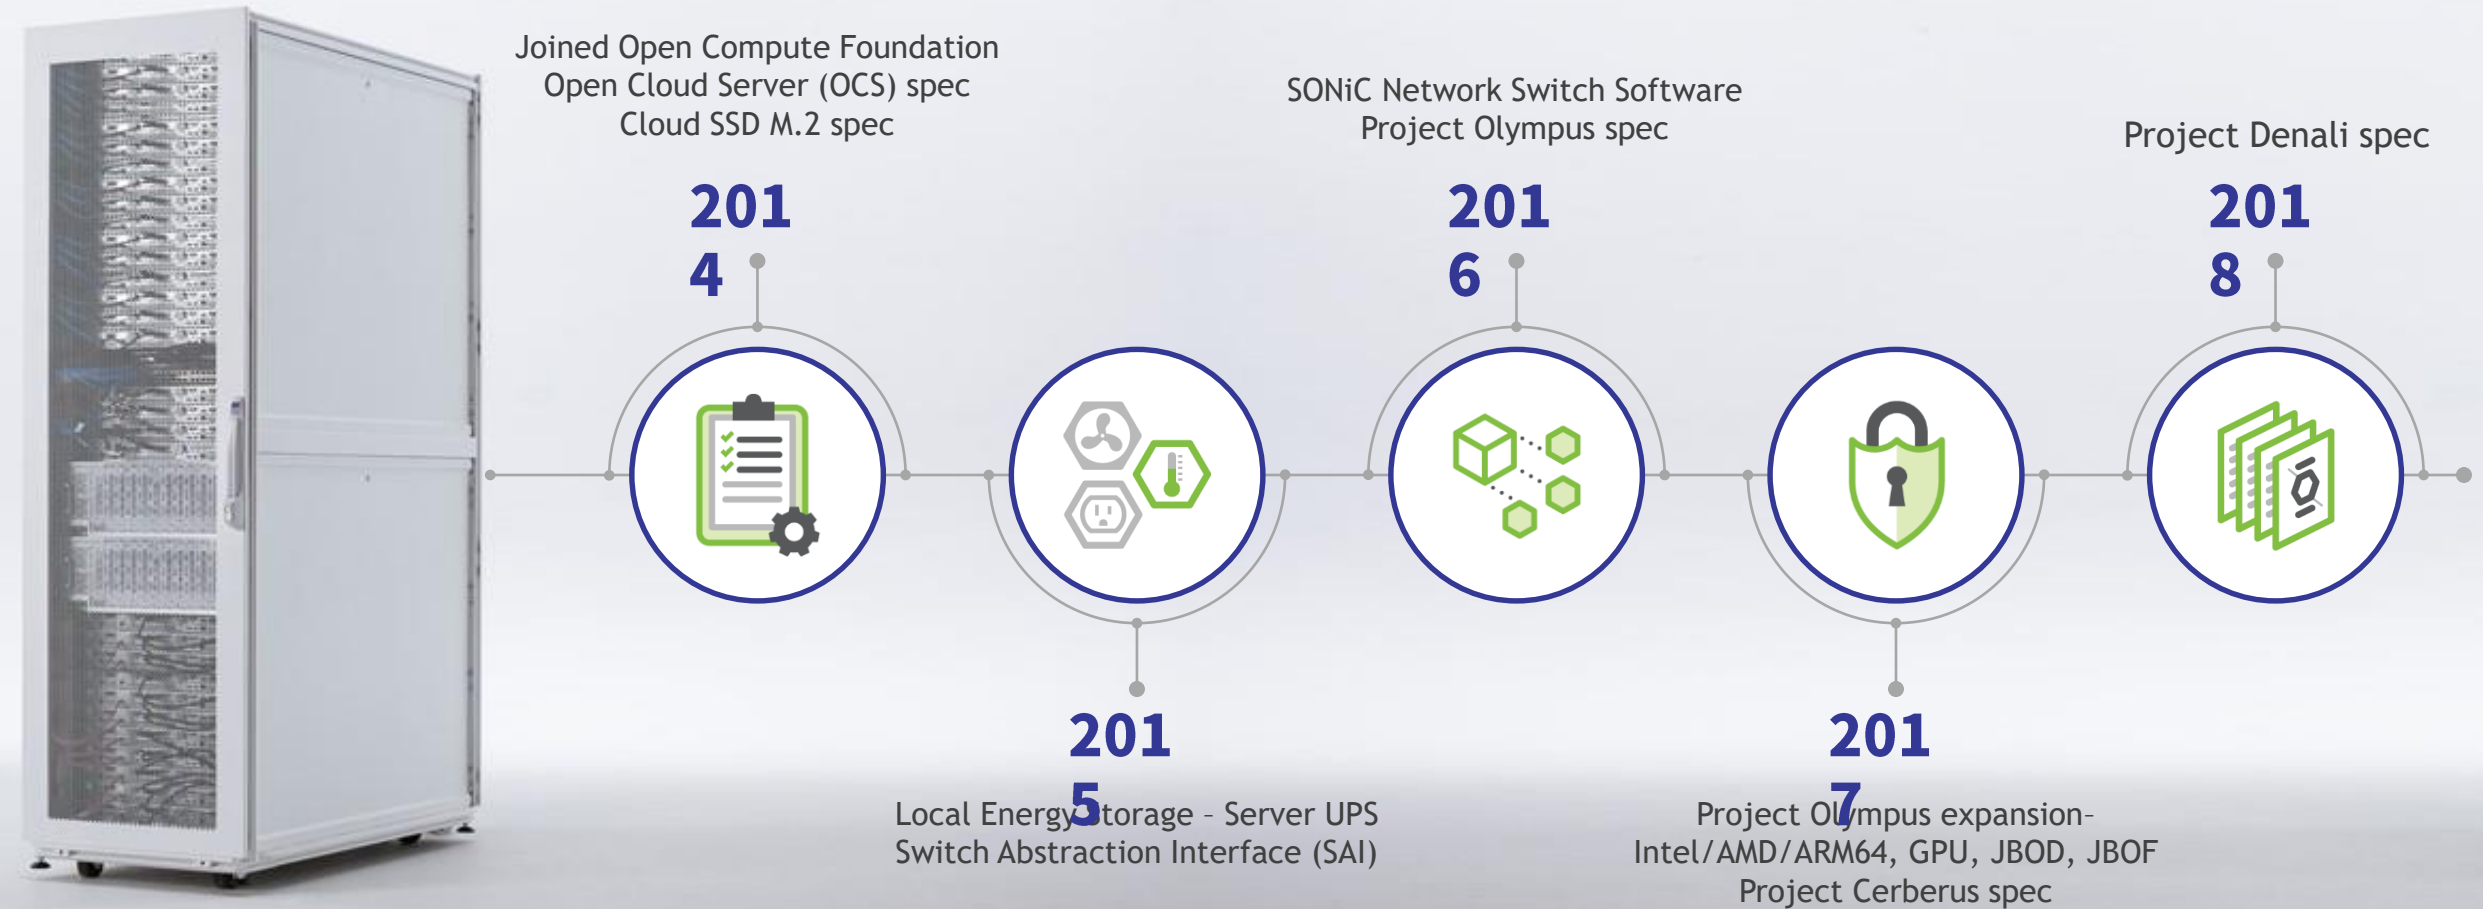 Joined Open Compute Foundation
Open Cloud Server (OCS) spec
Cloud SSD M.2 spec
201
4
201
5
Local Energy Storage – Server UPS
Switch Abstraction Interface (SAI)
SONiC Network Switch Software
Project Olympus spec
201
6
201
7
Project Olympus expansion–
Intel/AMD/ARM64, GPU, JBOD, JBOF
Project Cerberus spec
Project Denali spec
201
8